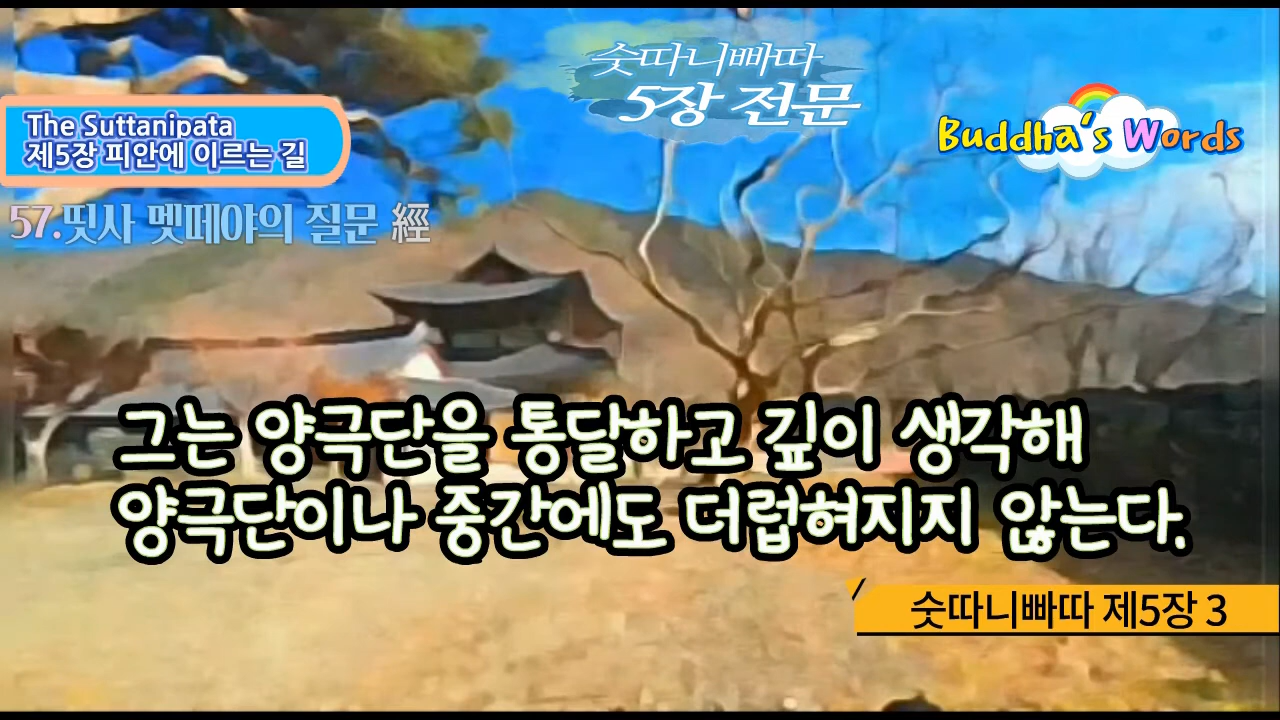 숫따니빠따
5장 전문
The Suttanipata
제5장 피안에 이르는 길
Buddha's Words
57.띳사 멧떼야의 질문 經
그는 양극단을 통달하고 깊이 생각해
양극단이나 중간에도 더럽혀지지 않는다.
숫따니빠따 제5장 3